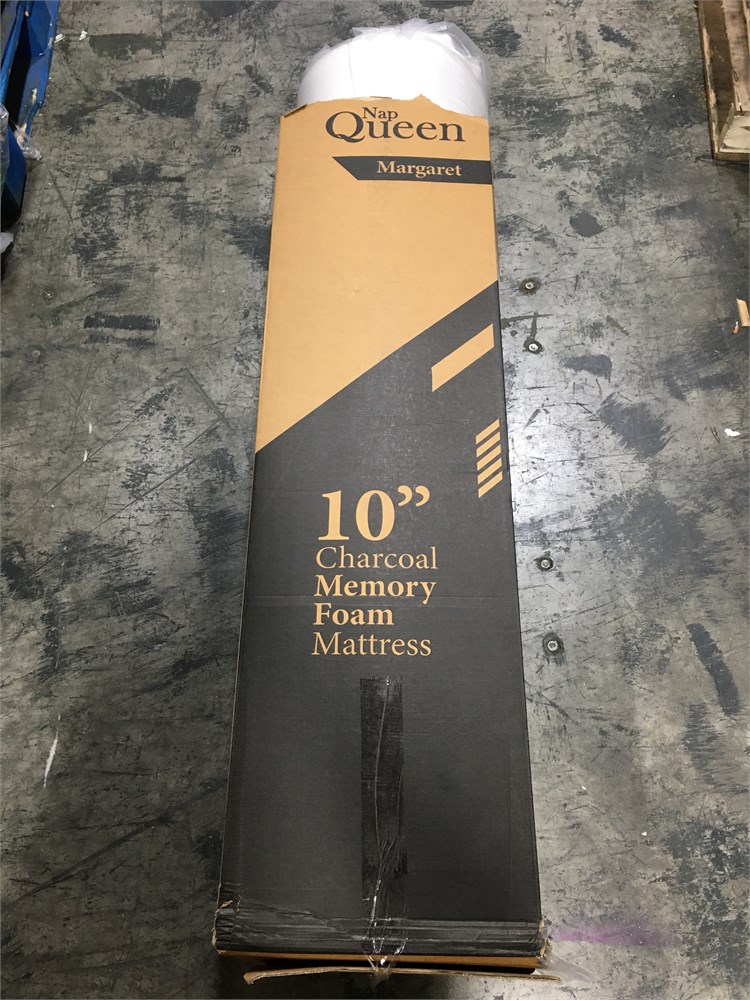 Nap
Queen
Margaret
10”
Charcoal
Memory
Foam
Mattress